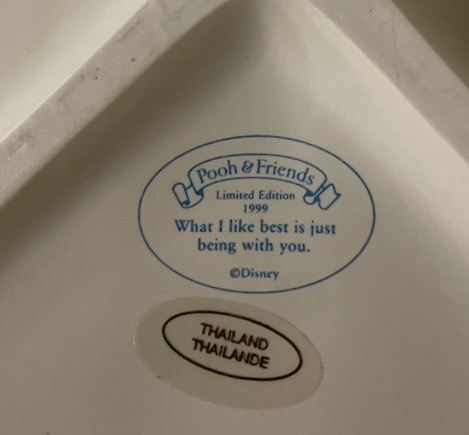 Pooh & Friends
Limited Edition
1999
What I like best is just
being with you.
©Disney
THAILAND
THAILANDE